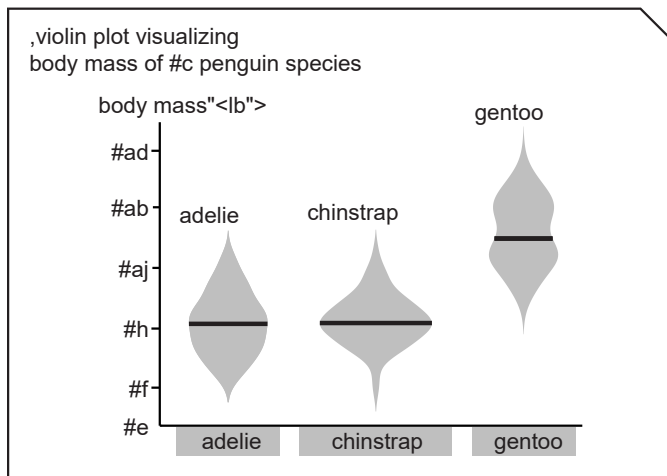 ,violin plot visualizing
body mass of #c penguin species
body mass"<lb">
gentoo
#ad
#ab
adelie
chinstrap
#aj
#h
#f
#e
adelie
chinstrap
gentoo